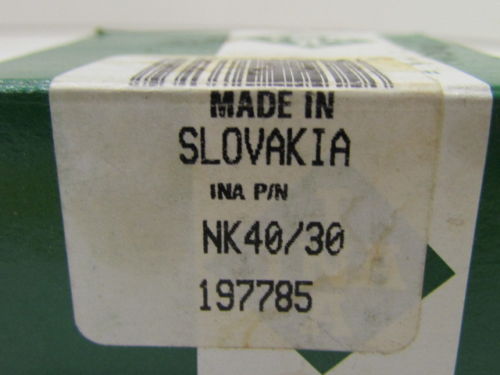 MADE IN
SLOVAKIA
INA P/N
NK40/30
197785